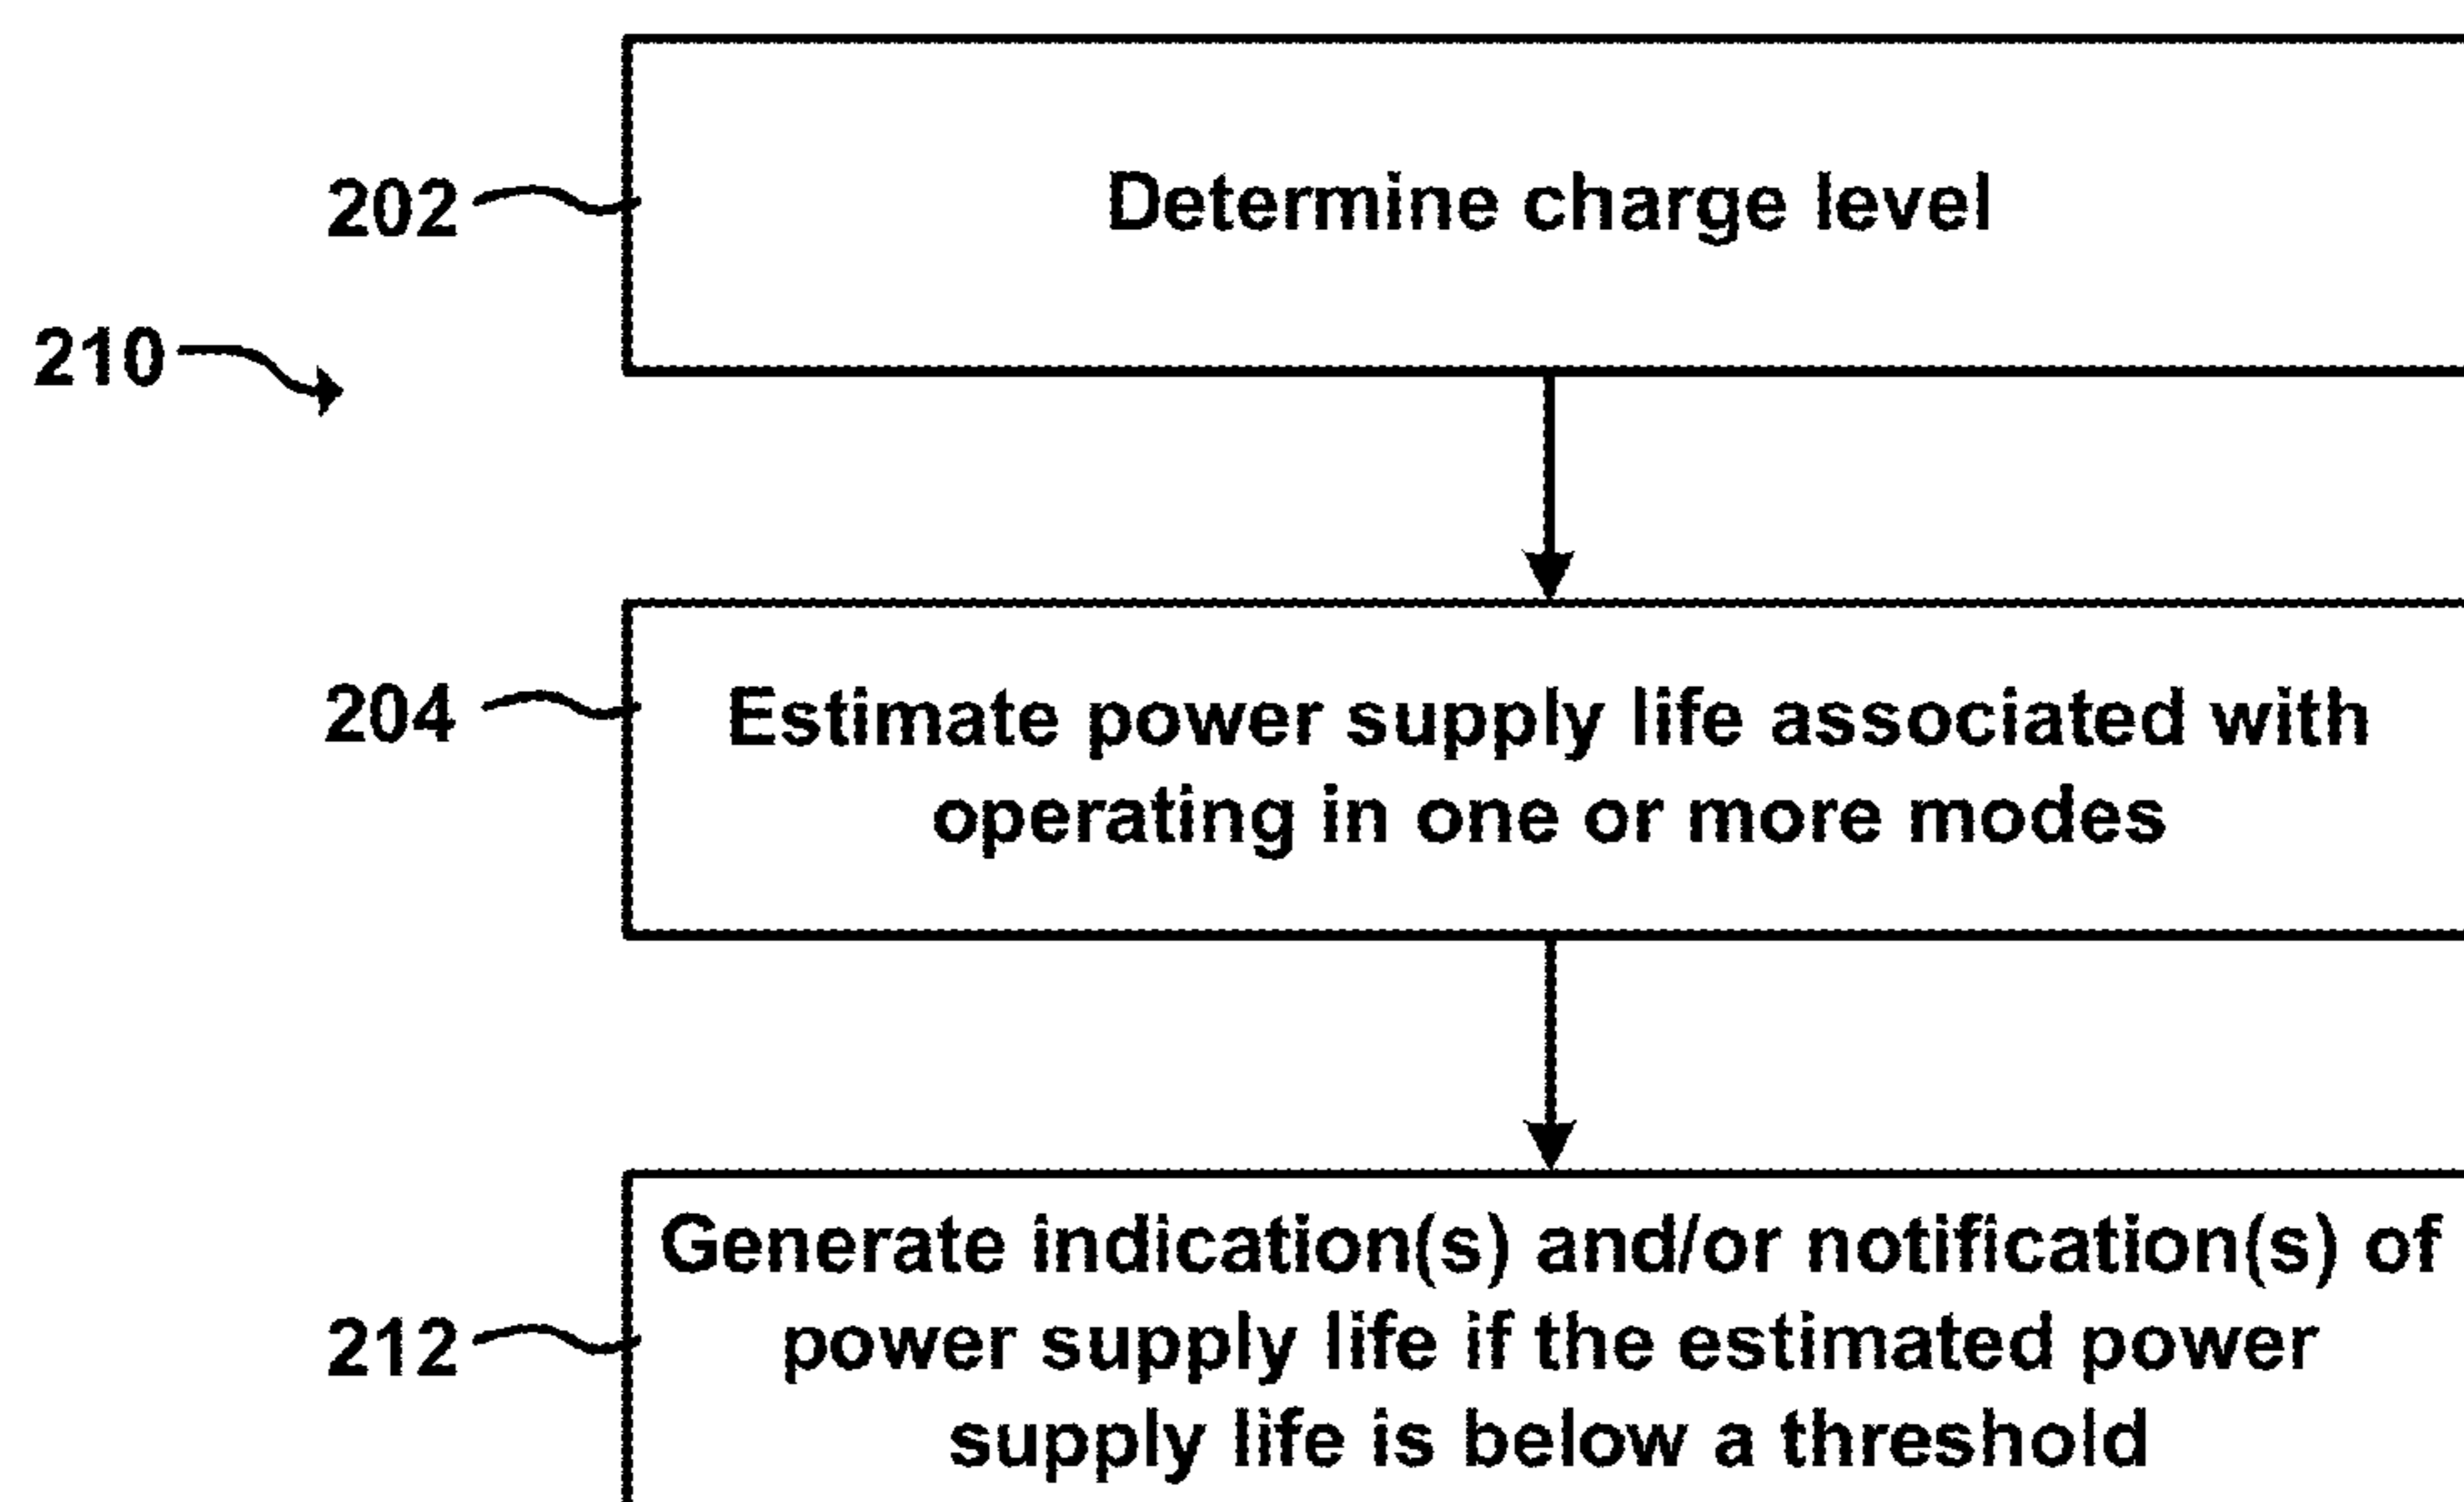 202
Determine charge level
210
204
Estimate power supply life associated with
operating in one or more modes
212
Generate indication(s) and/or notification(s) of
power supply life if the estimated power
supply life is below a threshold